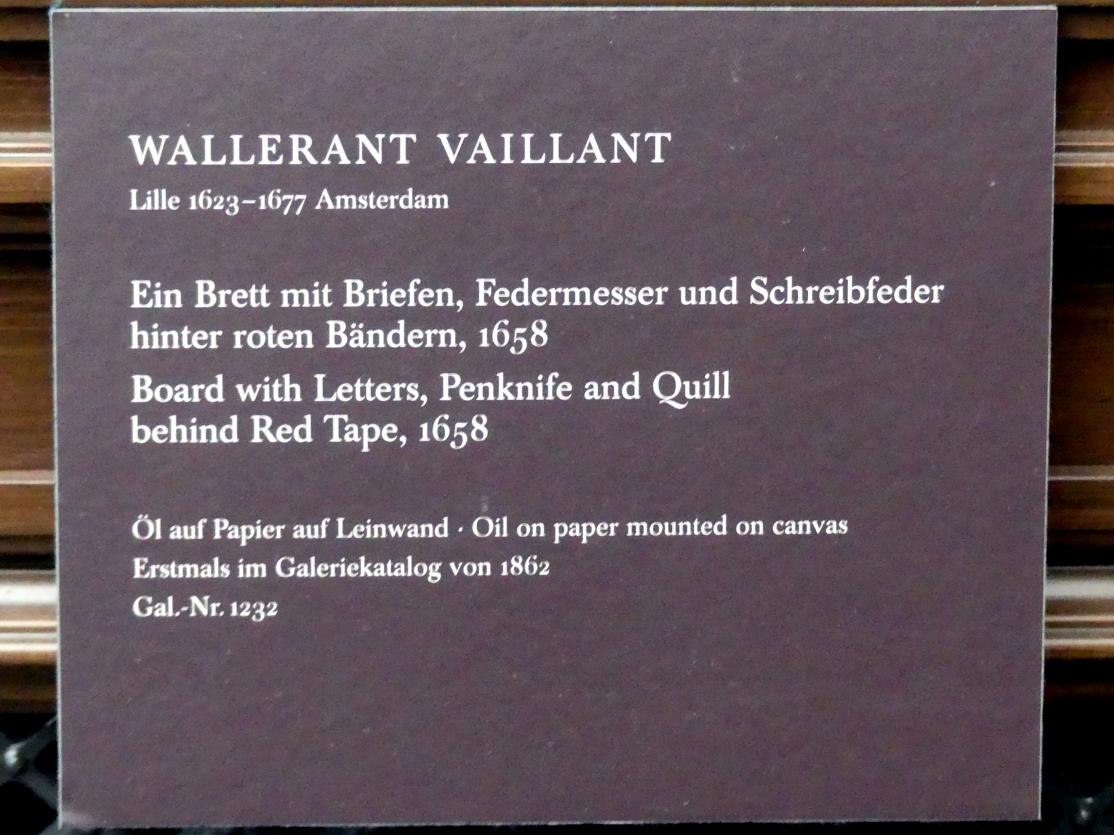 WALLERANT VAILLANT
Lille 1623–1677 Amsterdam
Ein Brett mit Briefen, Federmesser und Schreibfeder
hinter roten Bändern, 1658
Board with Letters, Penknife and Quill
behind Red Tape, 1658
Öl auf Papier auf Leinwand · Oil on paper mounted on canvas
Erstmals im Galeriekatalog von 1862
Gal.-Nr. 1232